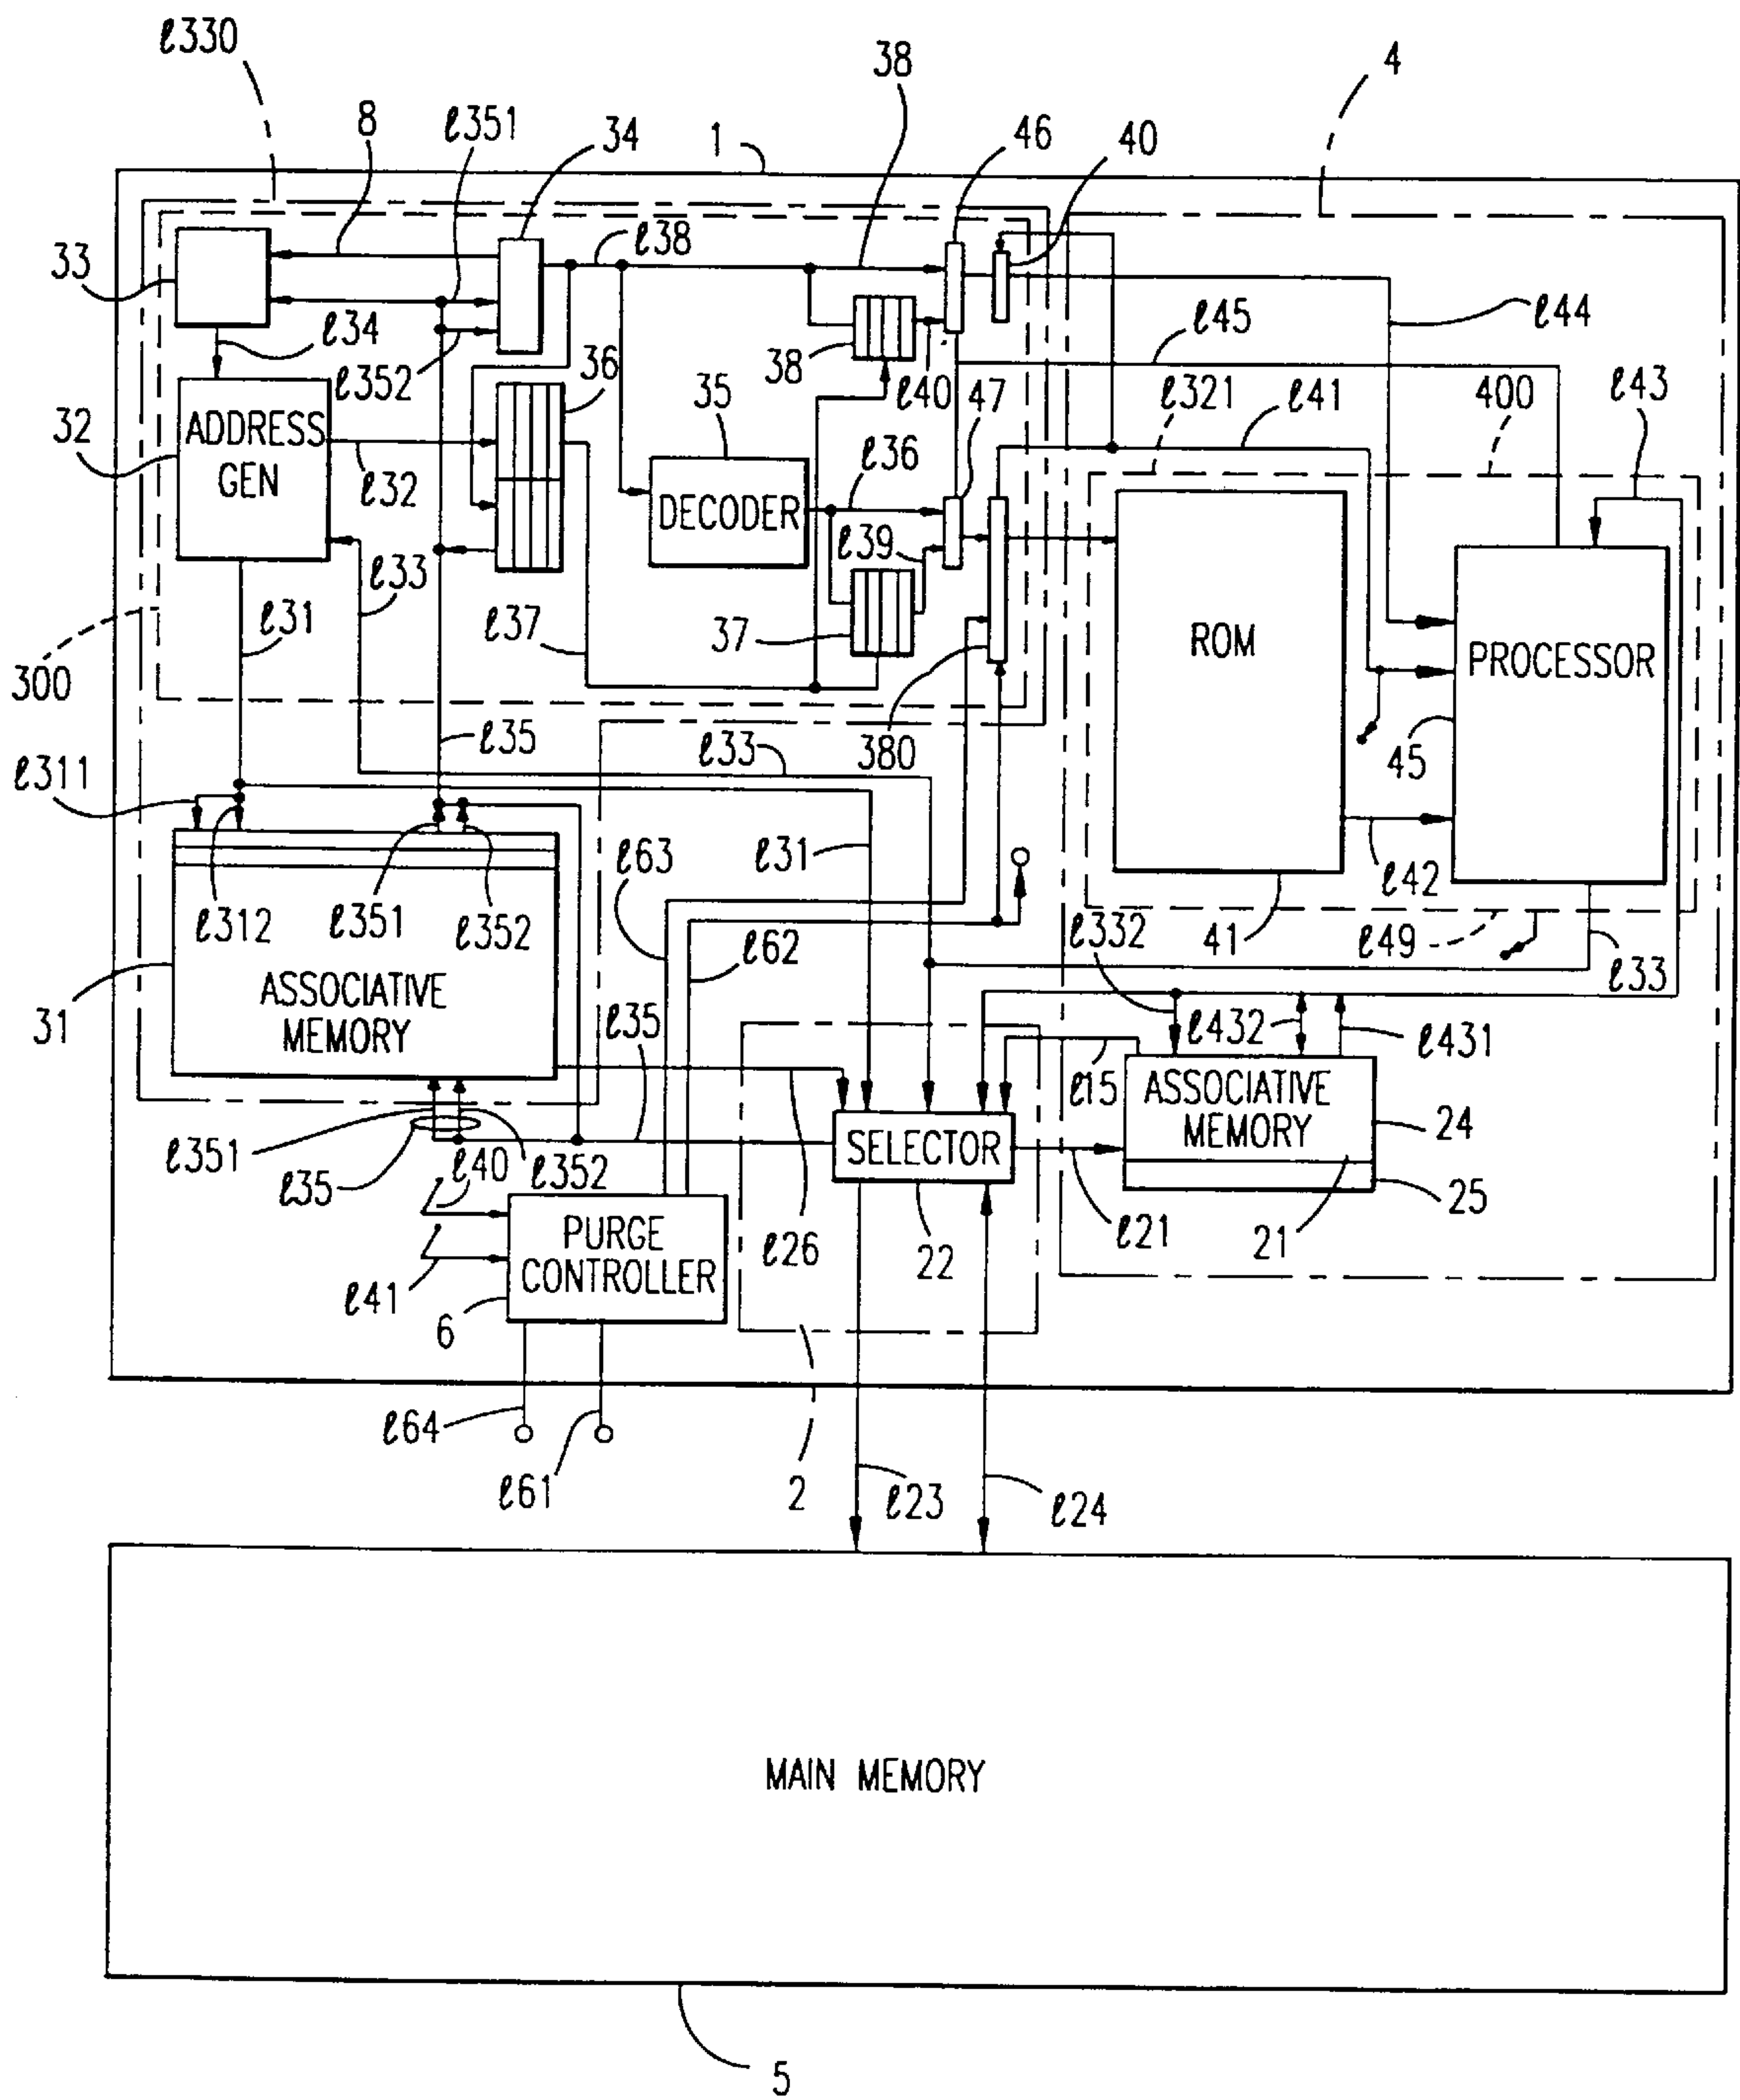 ℓ330
38
4
8
ℓ351
34
1
46
40
33
ℓ38
ℓ34
ℓ352
36
38
ℓ40
ℓ45
ℓ44
32
ADDRESS
GEN
ℓ32
35
DECODER
ℓ36
47
ℓ321
ℓ41
400
ℓ43
ℓ39
ℓ33
ℓ31
ℓ37
37
300
ROM
PROCESSOR
ℓ35
ℓ33
380
45
ℓ311
ℓ31
ℓ63
ℓ42
ℓ312
ℓ351
ℓ352
ℓ62
ℓ332
41
ℓ49
ℓ33
31
ASSOCIATIVE
MEMORY
ℓ35
ℓ432
ℓ431
ℓ15
ASSOCIATIVE
MEMORY
24
SELECTOR
ℓ351
ℓ35
ℓ40
ℓ352
25
PURGE
CONTROLLER
ℓ26
22
ℓ21
21
ℓ41
6
ℓ64
ℓ61
2
ℓ23
ℓ24
MAIN MEMORY
5